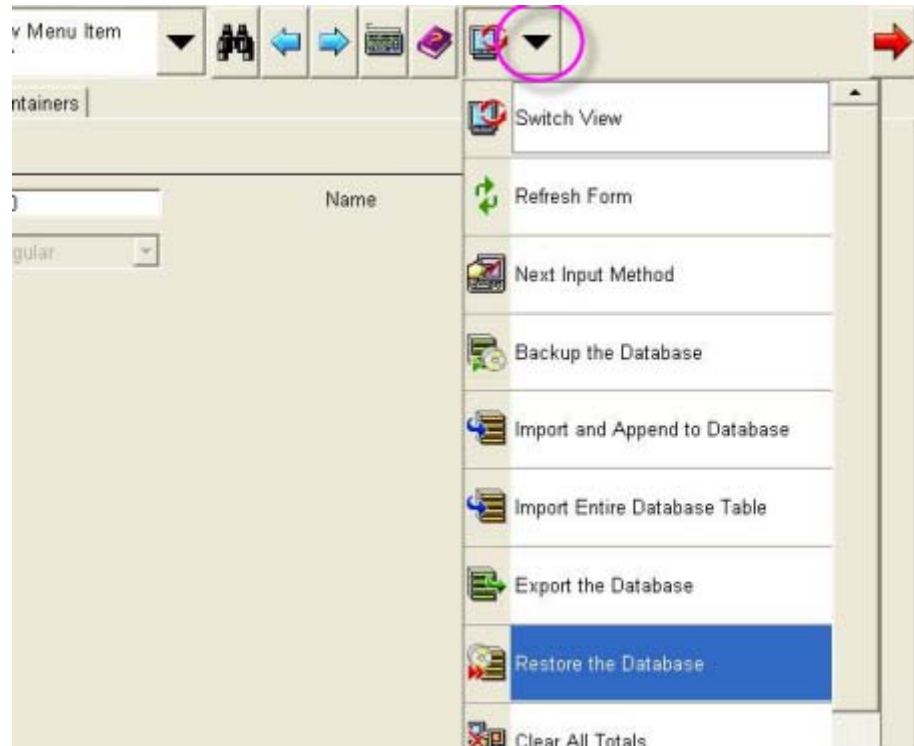 y Menu Item
ntainers
Switch View
0
Name
Refresh Form
gular
Next Input Method
Backup the Database
Import and Append to Database
Import Entire Database Table
Export the Database
Restore the Database
Clear All Totals